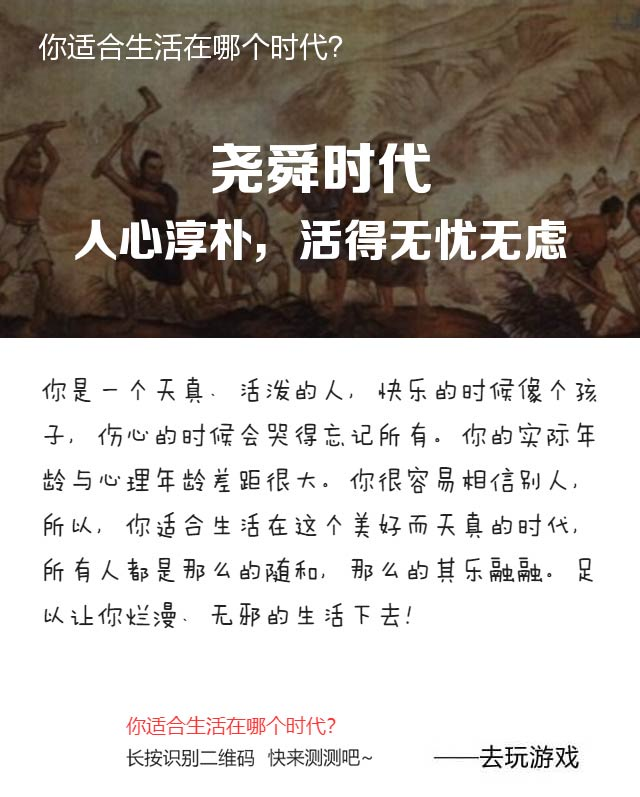 你适合生活在哪个时代?
尧舜时代
人心淳朴，活得无忧无虑
你是一个天真、活泼的人，快乐的时候像个孩
子，伤心的时候会哭得忘记所有。你的实际年
龄与心理年龄差距很大。你很容易相信别人，
所以，你适合生活在这个美好而天真的时代，
所有人都是那么的随和，那么的其乐融融。足
以让你烂漫、无邪的生活下去！
你适合生活在哪个时代?
长按识别二维码 快来测测吧~
——去玩游戏